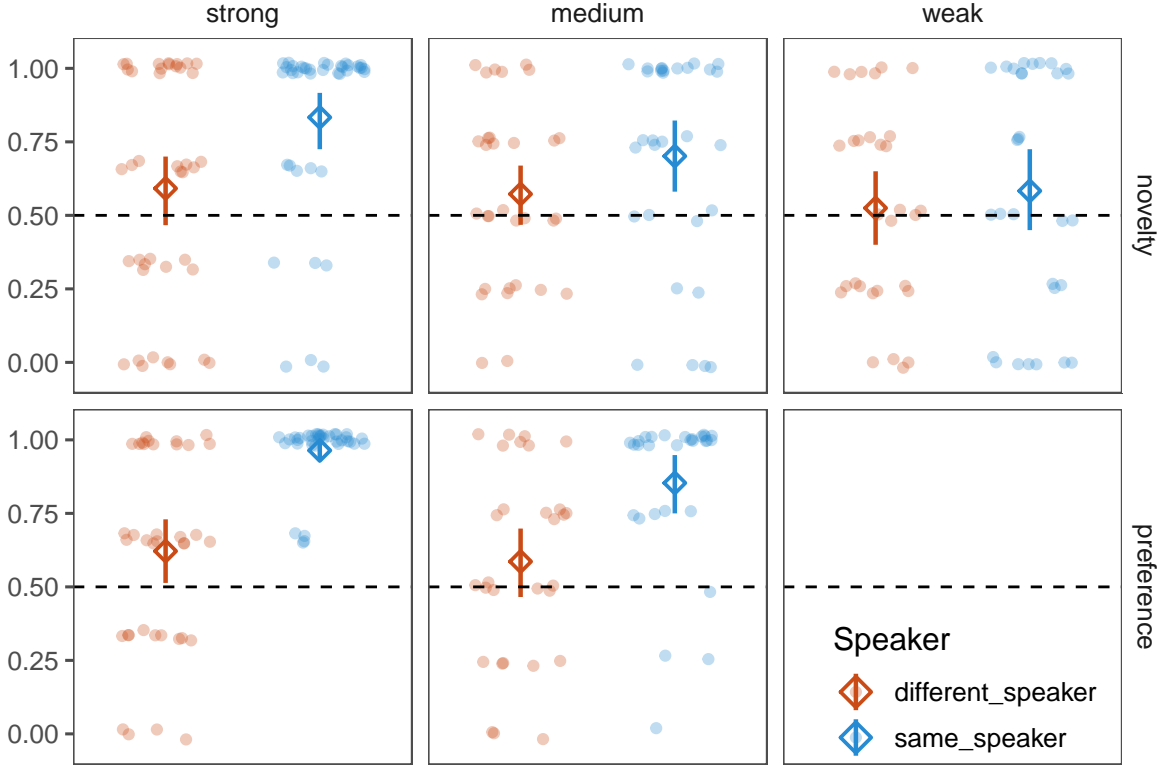 strong medium weak
1.00
0.75
0.50
0.25
0.00
novelty
1.00
0.75
0.50
0.25
0.00
preference
Speaker
different_speaker
same_speaker